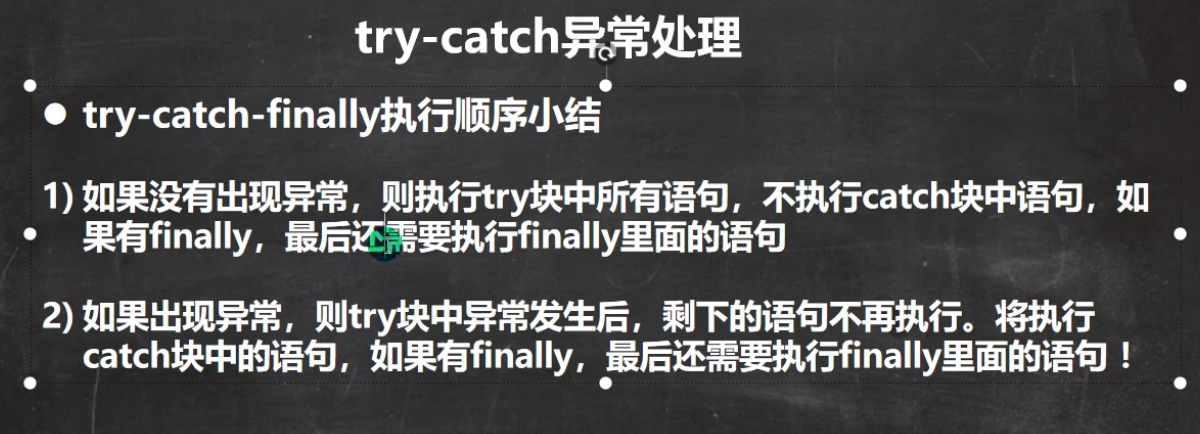 try-catch异常处理
● try-catch-finally执行顺序小结
1) 如果没有出现异常，则执行try块中所有语句，不执行catch块中语句，如
果有finally，最后还需要执行finally里面的语句
2) 如果出现异常，则try块中异常发生后，剩下的语句不再执行。将执行
catch块中的语句，如果有finally，最后还需要执行finally里面的语句！